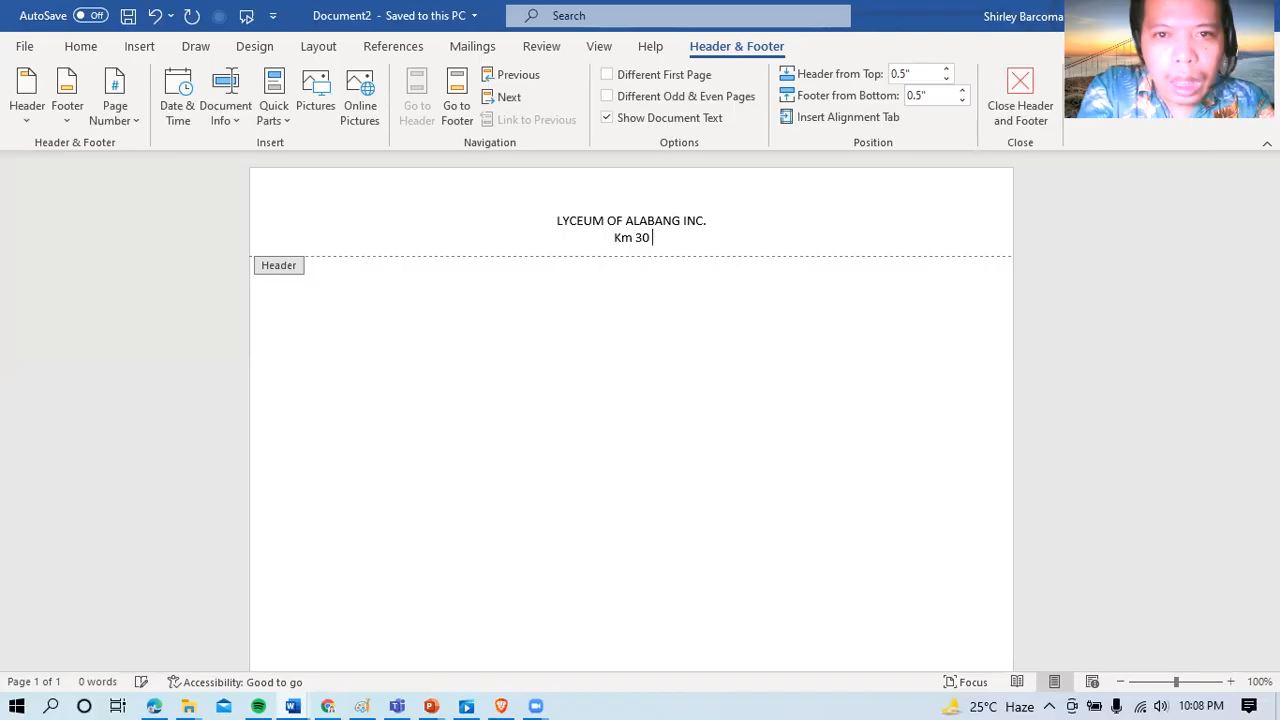 AutoSave Off Document2 - Saved to this PC Search Shirley Barcoma
File Home Insert Draw Design Layout References Mailings Review View Help Header & Footer
Header Footer Page Number
Date & Time Document Info Quick Parts Pictures Online Pictures
Go to Header Go to Footer
Previous
Next
Link to Previous
Different First Page
Different Odd & Even Pages
Show Document Text
Header from Top: 0.5"
Footer from Bottom: 0.5"
Insert Alignment Tab
Close Header and Footer
Header & Footer Insert Navigation Options Position Close
LYCEUM OF ALABANG INC.
Km 30
Header
Page 1 of 1 0 words Accessibility: Good to go Focus 100%
25°C Haze 10:08 PM